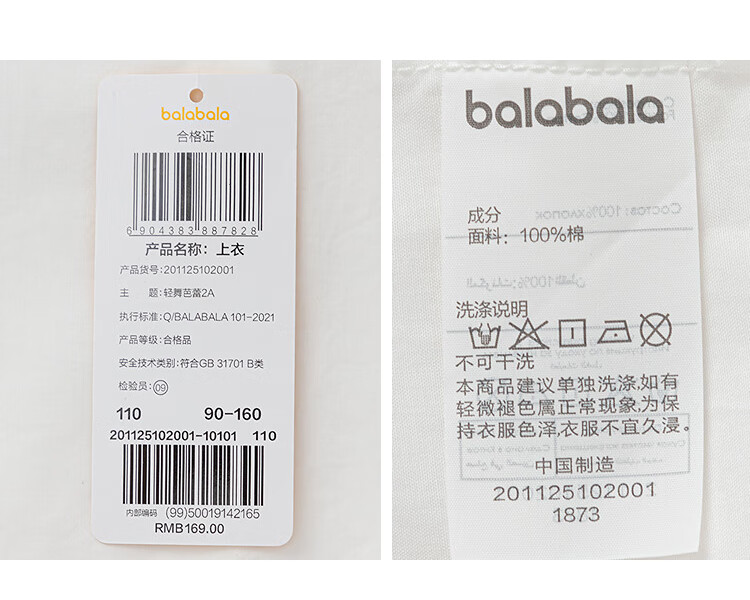 balabala
合格证
6904383887828
产品名称：上衣
产品货号:201125102001
主 题:轻舞芭蕾2A
执行标准:Q/BALABALA 101-2021
产品等级:合格品
安全技术类别:符合GB 31701 B类
检验员:09
110 90-160
201125102001-10101 110
内部编码 (99)50019142165
RMB169.00
balabala
成分
面料：100%棉
洗涤说明
不可干洗
本商品建议单独洗涤,如有
轻微褪色属正常现象,为保
持衣服色泽,衣服不宜久浸。
中国制造
201125102001
1873